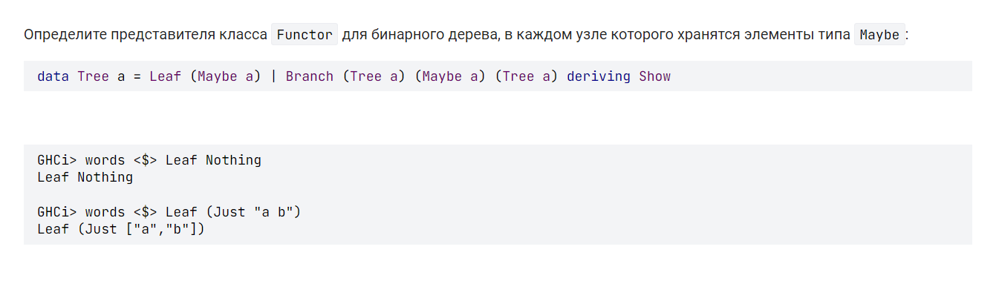 Определите представителя класса Functor для бинарного дерева, в каждом узле которого хранятся элементы типа Maybe:
data Tree a = Leaf (Maybe a) | Branch (Tree a) (Maybe a) (Tree a) deriving Show
GHCi> words <$> Leaf Nothing
Leaf Nothing
GHCi> words <$> Leaf (Just "a b")
Leaf (Just ["a","b"])